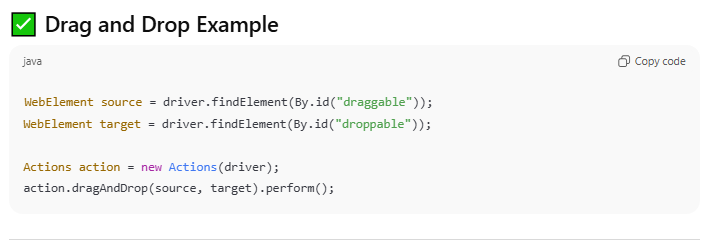 ✅ Drag and Drop Example
java
Copy code
WebElement source = driver.findElement(By.id("draggable"));
WebElement target = driver.findElement(By.id("droppable"));
Actions action = new Actions(driver);
action.dragAndDrop(source, target).perform();